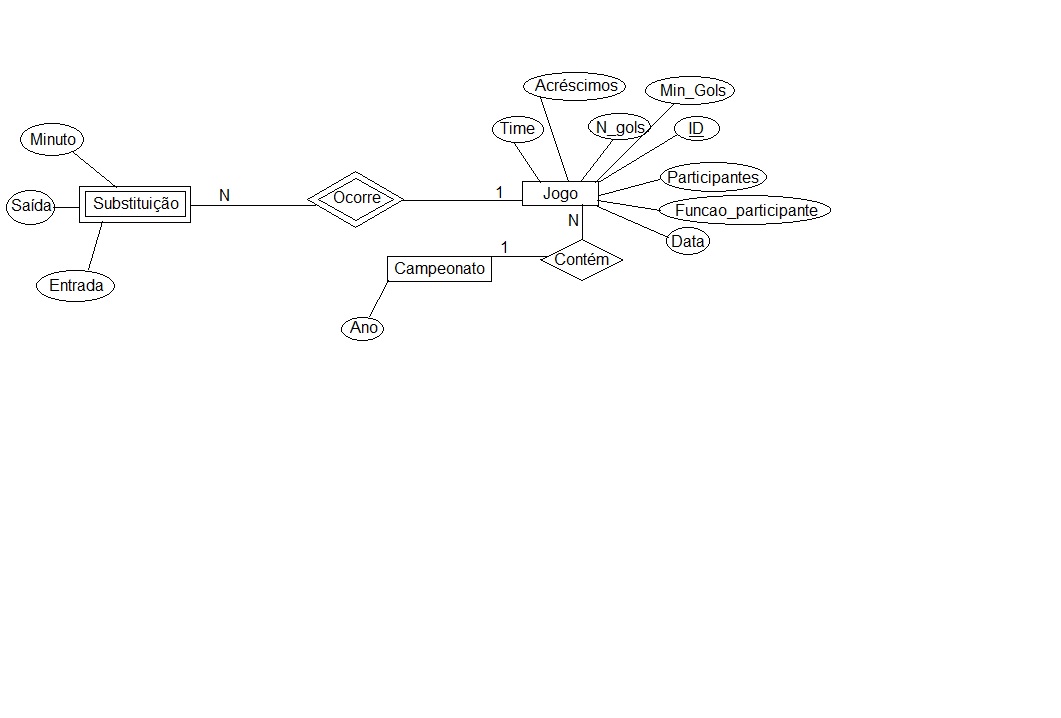 Acréscimos
Min_Gols
Time
N_gols
ID
Minuto
Participantes
Saída
Substituição
N
Ocorre
1
Jogo
Funcao_participante
N
Data
1
Contém
Campeonato
Entrada
Ano